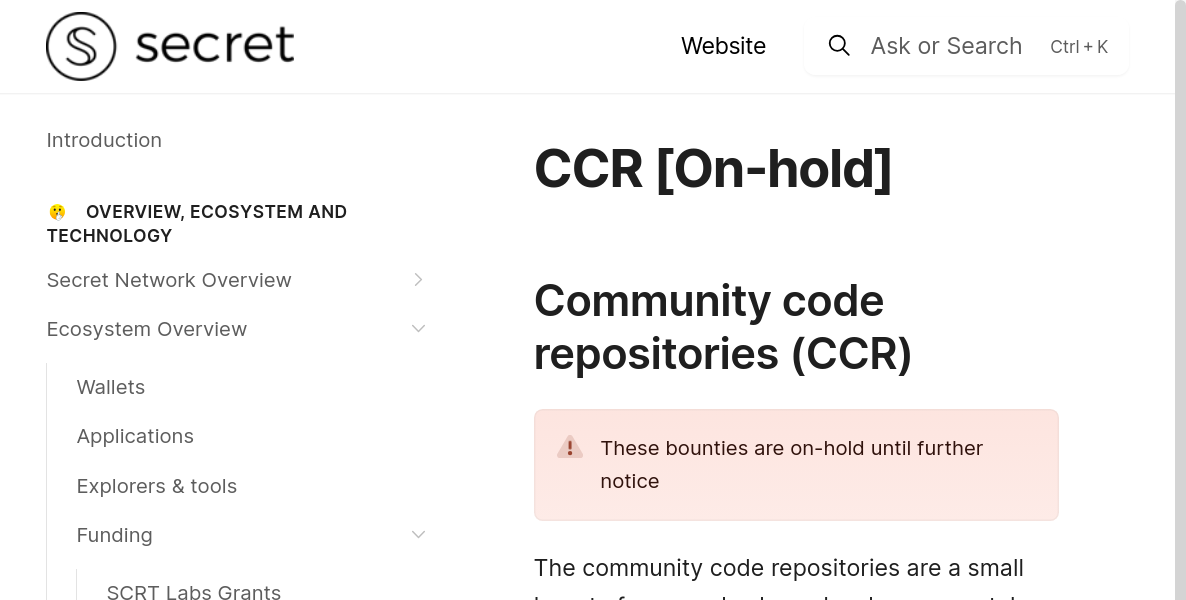 secret
Website
Ask or Search
Ctrl + K
Introduction
OVERVIEW, ECOSYSTEM AND
TECHNOLOGY
Secret Network Overview
Ecosystem Overview
Wallets
Applications
Explorers & tools
Funding
SCRT Labs Grants
CCR [On-hold]
Community code
repositories (CCR)
These bounties are on-hold until further
notice
The community code repositories are a small